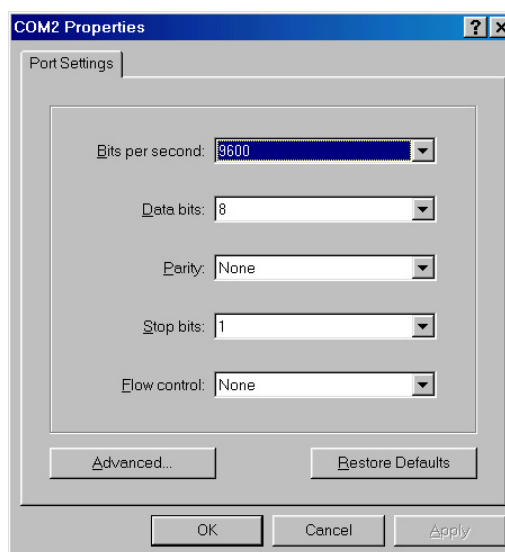 COM2 Properties
Port Settings
Bits per second: 9600
Data bits: 8
Parity: None
Stop bits: 1
Flow control: None
Advanced...
Restore Defaults
OK
Cancel
Apply